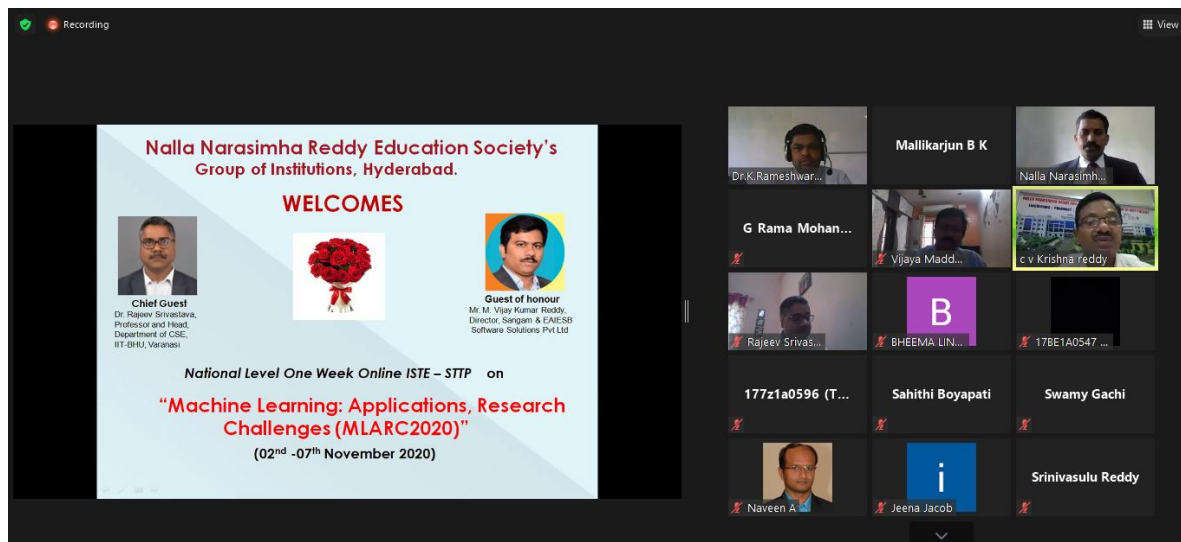 Recording
View
Nalla Narasimha Reddy Education Society's
Group of Institutions, Hyderabad.
WELCOMES
Chief Guest
Dr. Rajeev Srivastava,
Professor and Head,
Department of CSE,
IIT-BHU, Varanasi
Guest of honour
Mr. M. Vijay Kumar Reddy,
Director, Sangam & EAIESB
Software Solutions Pvt Ltd
National Level One Week Online ISTE – STTP on
"Machine Learning: Applications, Research
Challenges (MLARC2020)"
(02nd -07th November 2020)
Dr.K.Rameshwar...
Mallikarjun B K
Nalla Narasimh...
G Rama Mohan...
Vijaya Madd...
c v Krishna reddy
Rajeev Srivas...
B
BHEEMA LIN...
17BE1A0547 ...
177z1a0596 (T...
Sahithi Boyapati
Swamy Gachi
Naveen A
i
Jeena Jacob
Srinivasulu Reddy